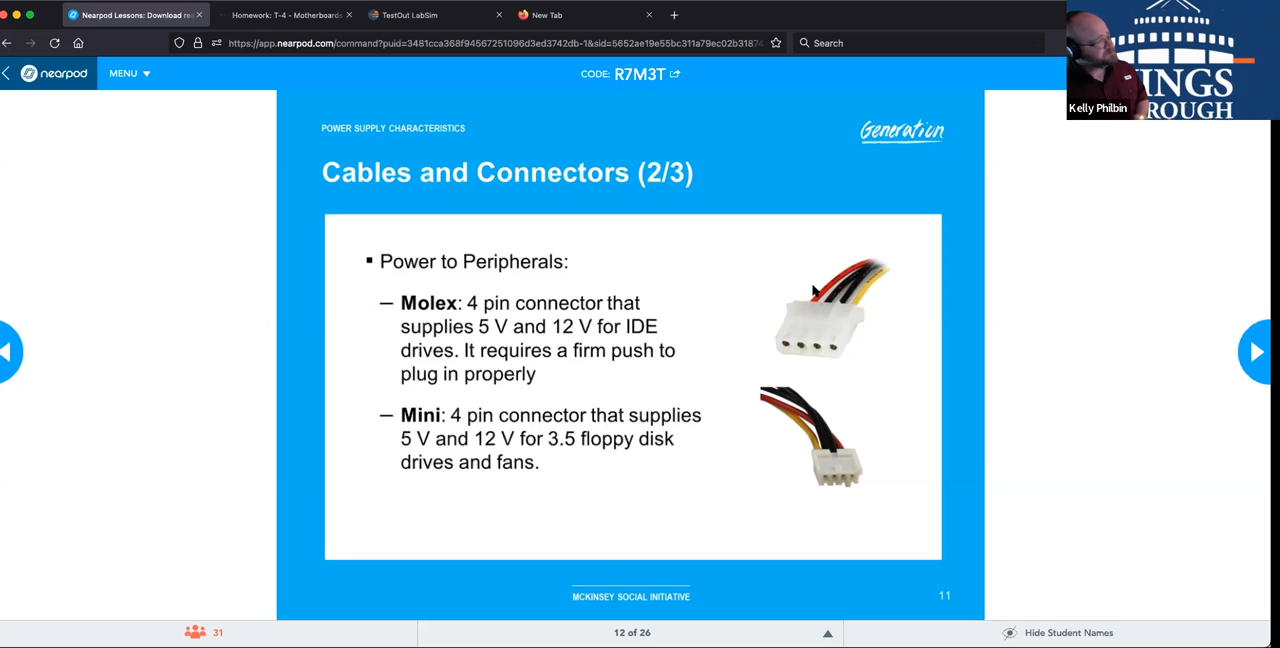 Nearpod Lessons: Download rea
Homework: T-4 - Motherboards
TestOut LabSim
New Tab
https://app.nearpod.com/command?puid=3481cca368f94567251096d3ed3742db-1&sid=5652ae19e55bc311a79ec02b31874
Search
nearpod
MENU
CODE: R7M3T
INGS
ROUGH
Kelly Philbin
POWER SUPPLY CHARACTERISTICS
Generation
Cables and Connectors (2/3)
▪ Power to Peripherals:
– Molex: 4 pin connector that
supplies 5 V and 12 V for IDE
drives. It requires a firm push to
plug in properly
– Mini: 4 pin connector that supplies
5 V and 12 V for 3.5 floppy disk
drives and fans.
MCKINSEY SOCIAL INITIATIVE
11
31
12 of 26
Hide Student Names